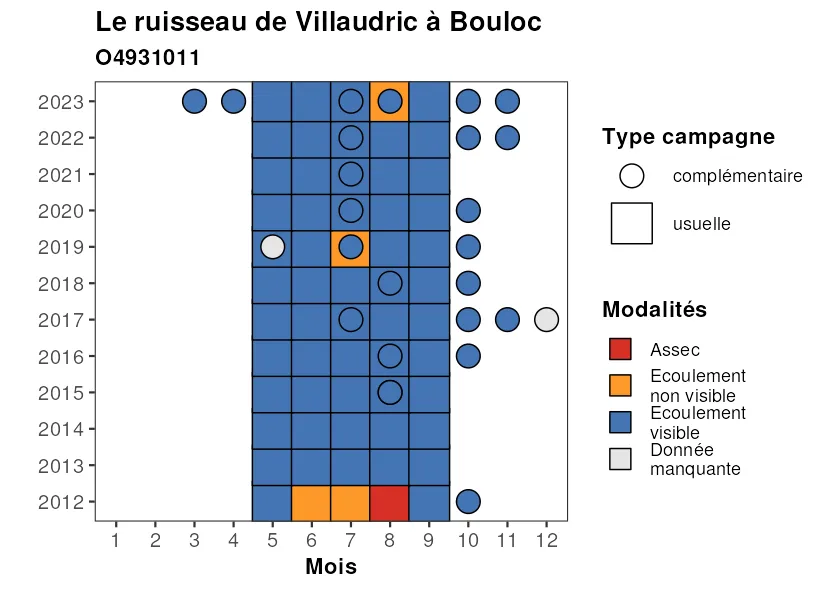 Le ruisseau de Villaudric à Bouloc
O4931011
2023
2022
2021
2020
2019
2018
2017
2016
2015
2014
2013
2012
1 2 3 4 5 6 7 8 9 10 11 12
Mois
Type campagne
complémentaire
usuelle
Modalités
Assec
Ecoulement
non visible
Ecoulement
visible
Donnée
manquante